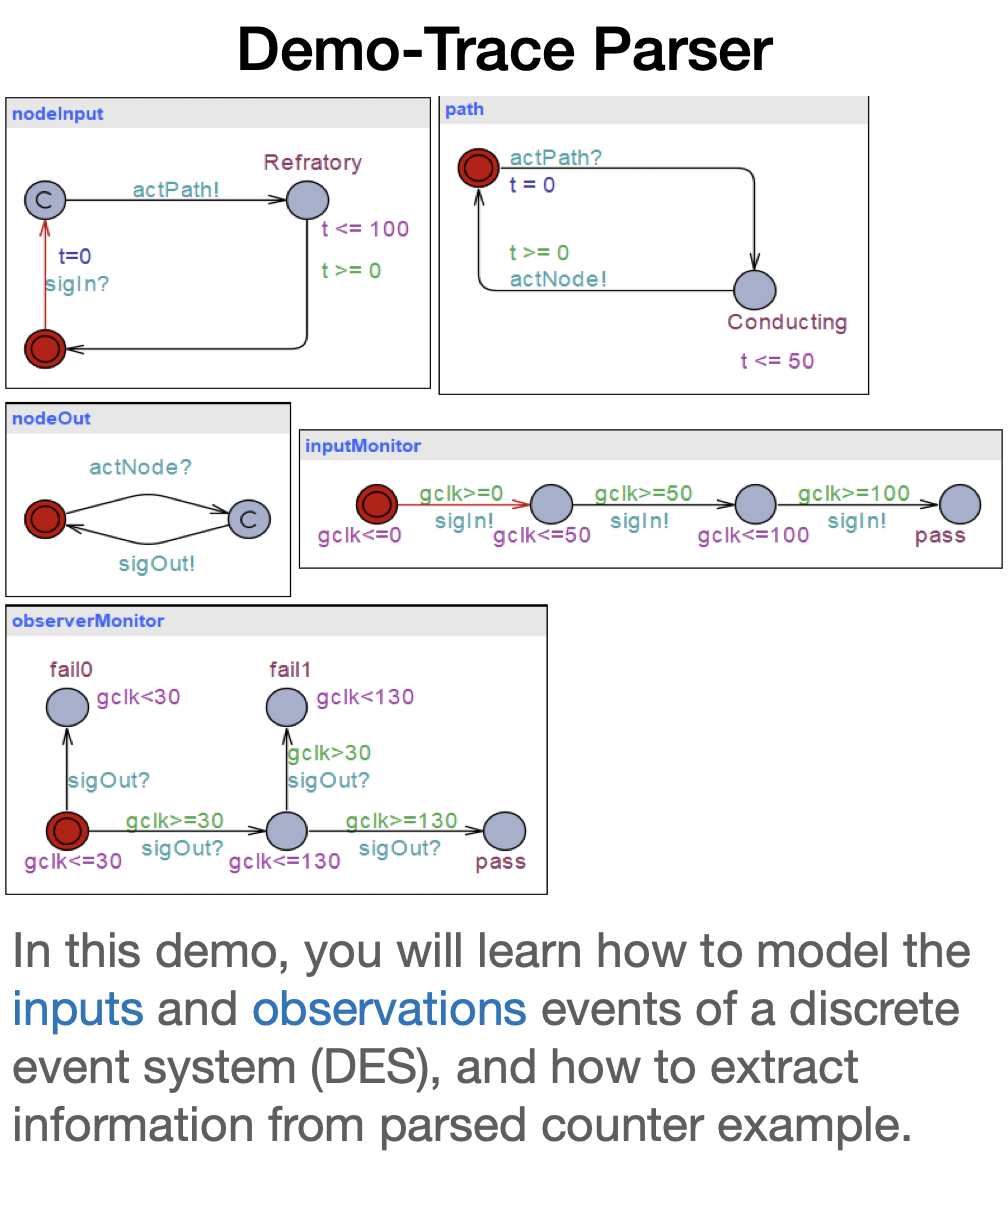 Demo-Trace Parser
nodeInput
Refratory
C
actPath!
t <= 100
t=0
t >= 0
sigIn?
path
actPath?
t = 0
t >= 0
actNode!
Conducting
t <= 50
nodeOut
actNode?
C
sigOut!
inputMonitor
gclk>=0
gclk>=50
gclk>=100
sigIn!
sigIn!
sigIn!
gclk<=0
gclk<=50
gclk<=100
pass
observerMonitor
fail0
fail1
gclk<30
gclk<130
gclk>30
sigOut?
sigOut?
gclk>=30
gclk>=130
sigOut?
sigOut?
gclk<=30
gclk<=130
pass
In this demo, you will learn how to model the
inputs and observations events of a discrete
event system (DES), and how to extract
information from parsed counter example.